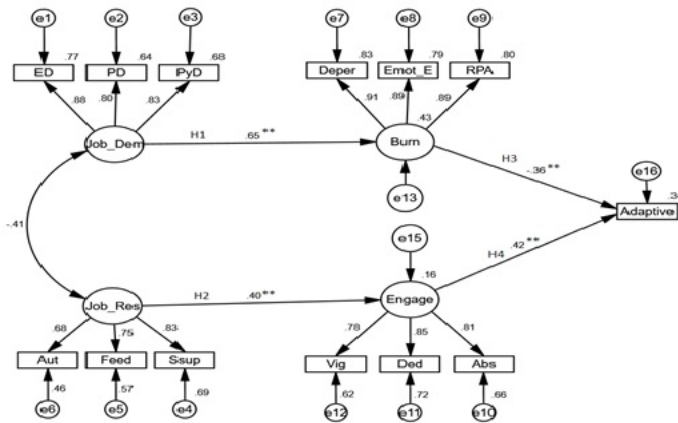 e1 e2 e3 e7 e8 e9
.77 .64 .68 .83 .79 .80
ED PD PyD Deper Emot_E RPA
.88 .80 .83 .91 .89 .89
.43
Job_Dem H1 .65** Burn
H3
-.36**
e13
e16
.3
Adaptive
-.41
e15
.42**
H4
.16
Job_Res H2 .40** Engage
.68 .75 .83 .78 .85 .81
Aut Feed Ssup Vig Ded Abs
.46 .57 .69 .62 .72 .66
e6 e5 e4 e12 e11 e10